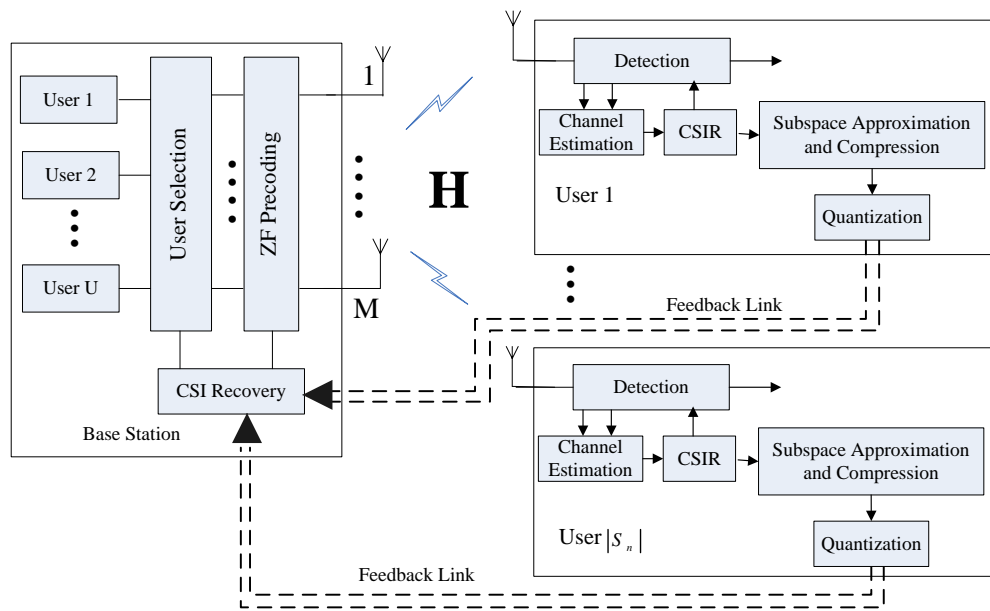 User 1
User 2
User U
User Selection
ZF Precoding
1
M
CSI Recovery
Base Station
H
Detection
Channel
Estimation
CSIR
Subspace Approximation
and Compression
User 1
Quantization
Feedback Link
Detection
Channel
Estimation
CSIR
Subspace Approximation
and Compression
User |S_n|
Quantization
Feedback Link